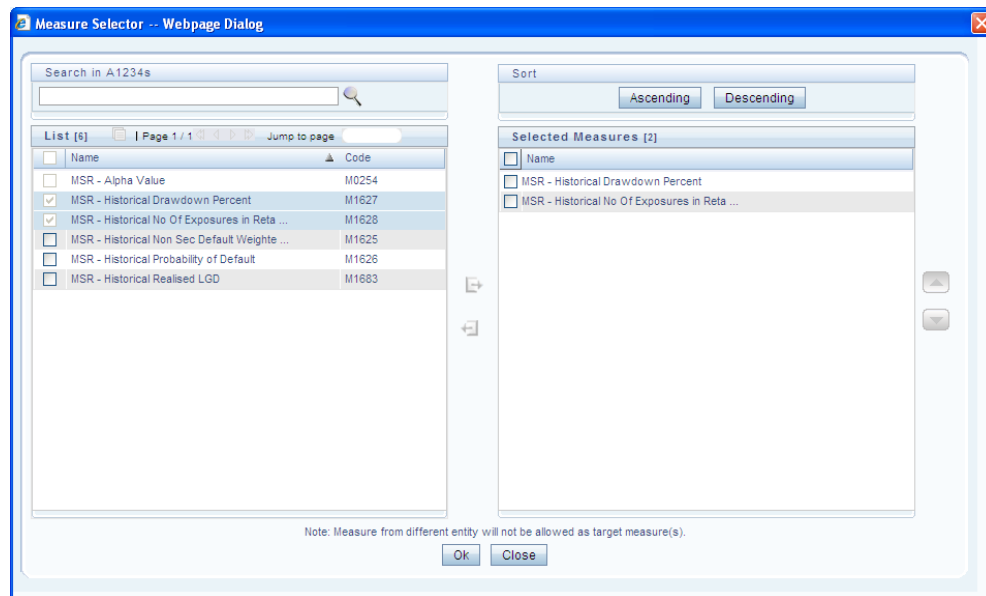 Measure Selector -- Webpage Dialog
Search in A1234s
List [6] | Page 1 / 1 Jump to page
Name Code
MSR - Alpha Value M0254
MSR - Historical Drawdown Percent M1627
MSR - Historical No Of Exposures in Reta ... M1628
MSR - Historical Non Sec Default Weighte ... M1625
MSR - Historical Probability of Default M1626
MSR - Historical Realised LGD M1683
Sort
Ascending Descending
Selected Measures [2]
Name
MSR - Historical Drawdown Percent
MSR - Historical No Of Exposures in Reta ...
Note: Measure from different entity will not be allowed as target measure(s).
Ok Close